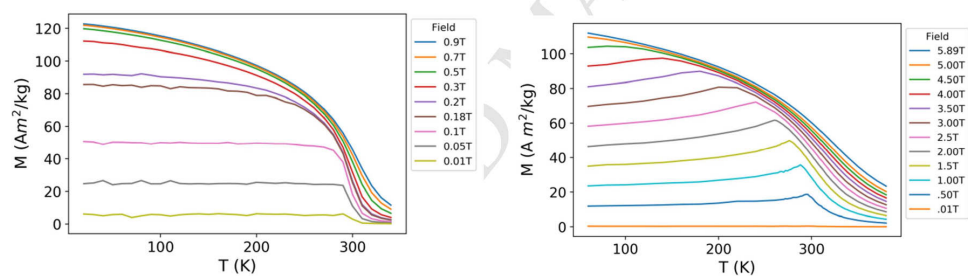 M (Am²/kg)
120
100
80
60
40
20
0
100
200
300
T (K)
Field
0.9T
0.7T
0.5T
0.3T
0.2T
0.18T
0.1T
0.05T
0.01T
M (A m²/kg)
100
80
60
40
20
0
100
200
300
T (K)
Field
5.89T
5.00T
4.50T
4.00T
3.50T
3.00T
2.5T
2.00T
1.5T
1.00T
.50T
.01T